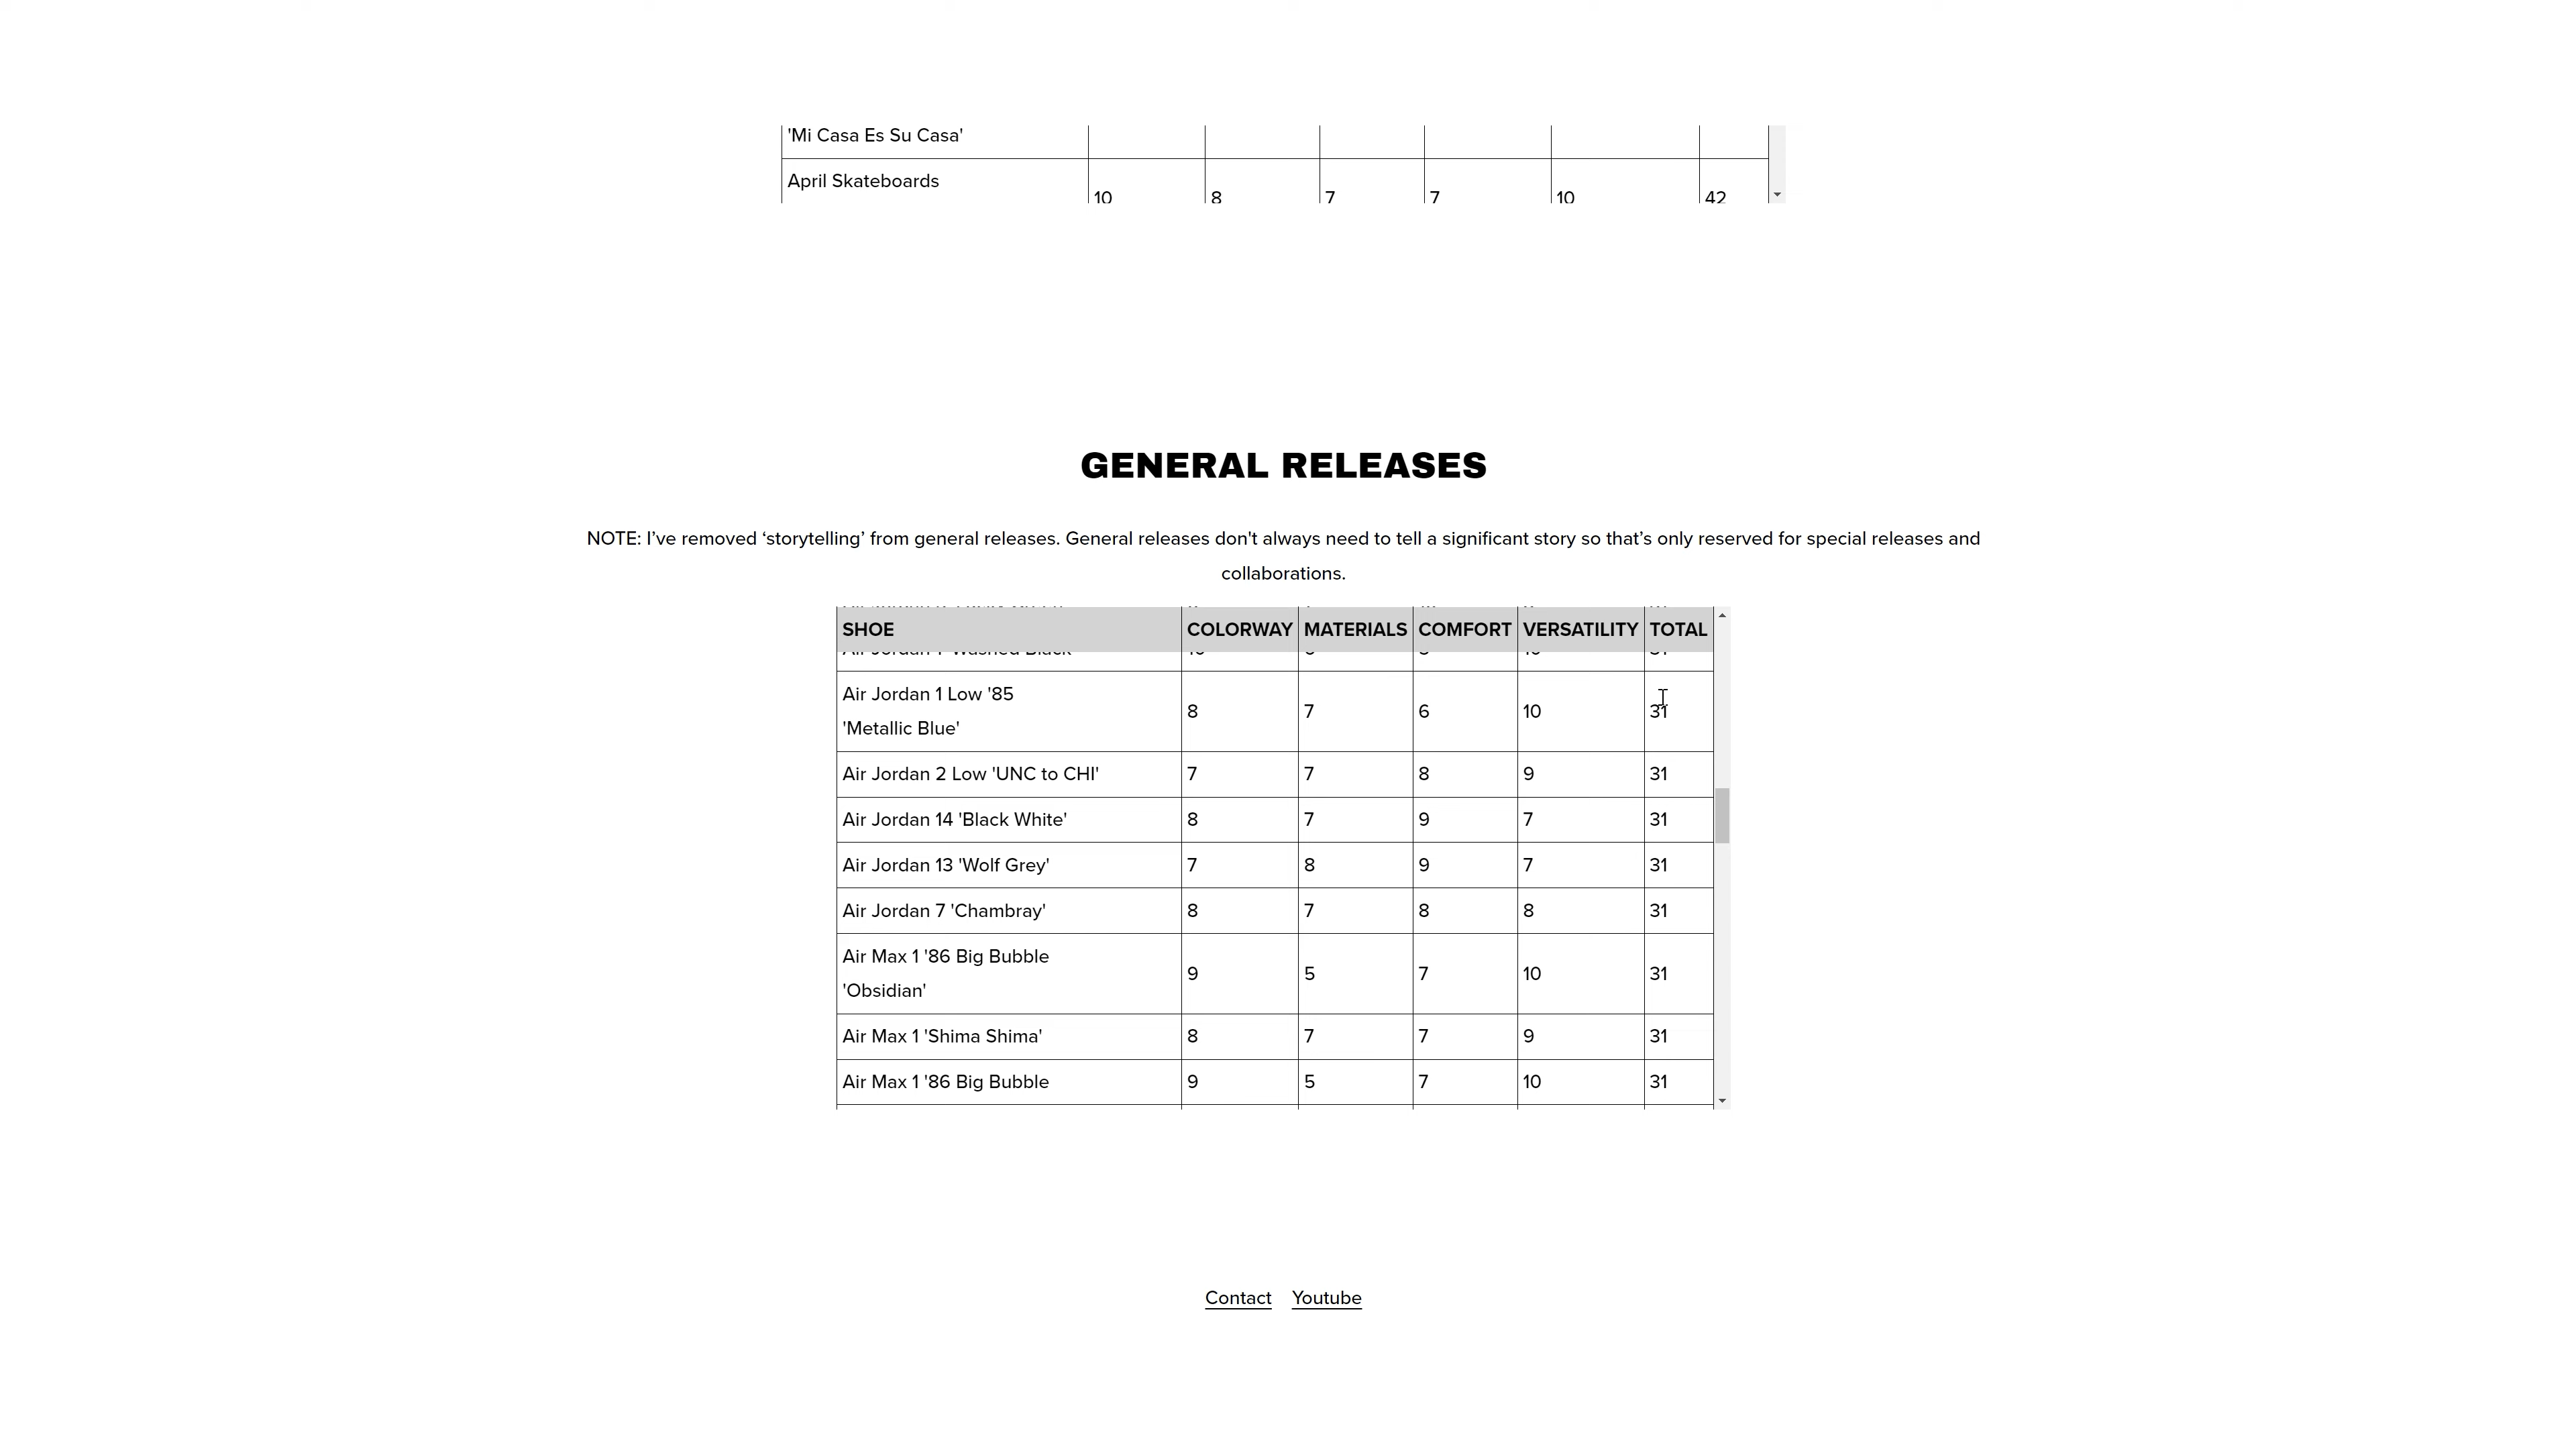 'Mi Casa Es Su Casa'
April Skateboards
10 8 7 7 10 42
GENERAL RELEASES
NOTE: I’ve removed ‘storytelling’ from general releases. General releases don't always need to tell a significant story so that’s only reserved for special releases and
collaborations.
SHOE COLORWAY MATERIALS COMFORT VERSATILITY TOTAL
Air Jordan 1 Low '85
'Metallic Blue'
8 7 6 10 31
Air Jordan 2 Low 'UNC to CHI' 7 7 8 9 31
Air Jordan 14 'Black White' 8 7 9 7 31
Air Jordan 13 'Wolf Grey' 7 8 9 7 31
Air Jordan 7 'Chambray' 8 7 8 8 31
Air Max 1 '86 Big Bubble
'Obsidian'
9 5 7 10 31
Air Max 1 'Shima Shima' 8 7 7 9 31
Air Max 1 '86 Big Bubble 9 5 7 10 31
Contact Youtube